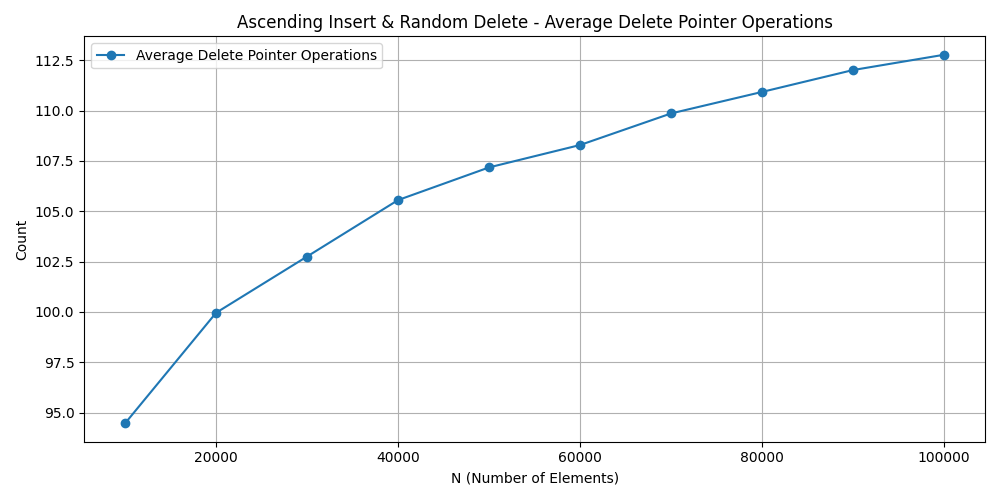 Ascending Insert & Random Delete - Average Delete Pointer Operations
Average Delete Pointer Operations
112.5
110.0
107.5
105.0
102.5
100.0
97.5
95.0
Count
20000 40000 60000 80000 100000
N (Number of Elements)